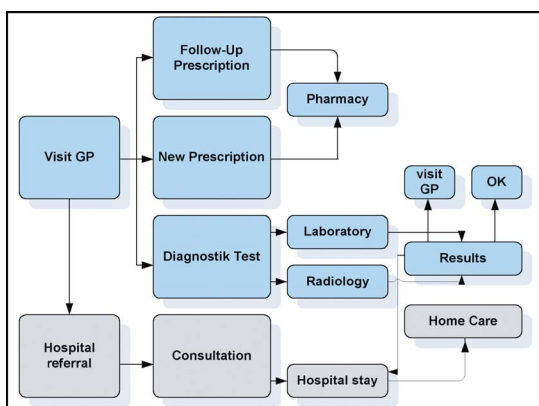 Follow-Up
Prescription
Pharmacy
Visit GP
New Prescription
visit
GP
OK
Diagnostik Test
Laboratory
Results
Radiology
Hospital
referral
Consultation
Hospital stay
Home Care